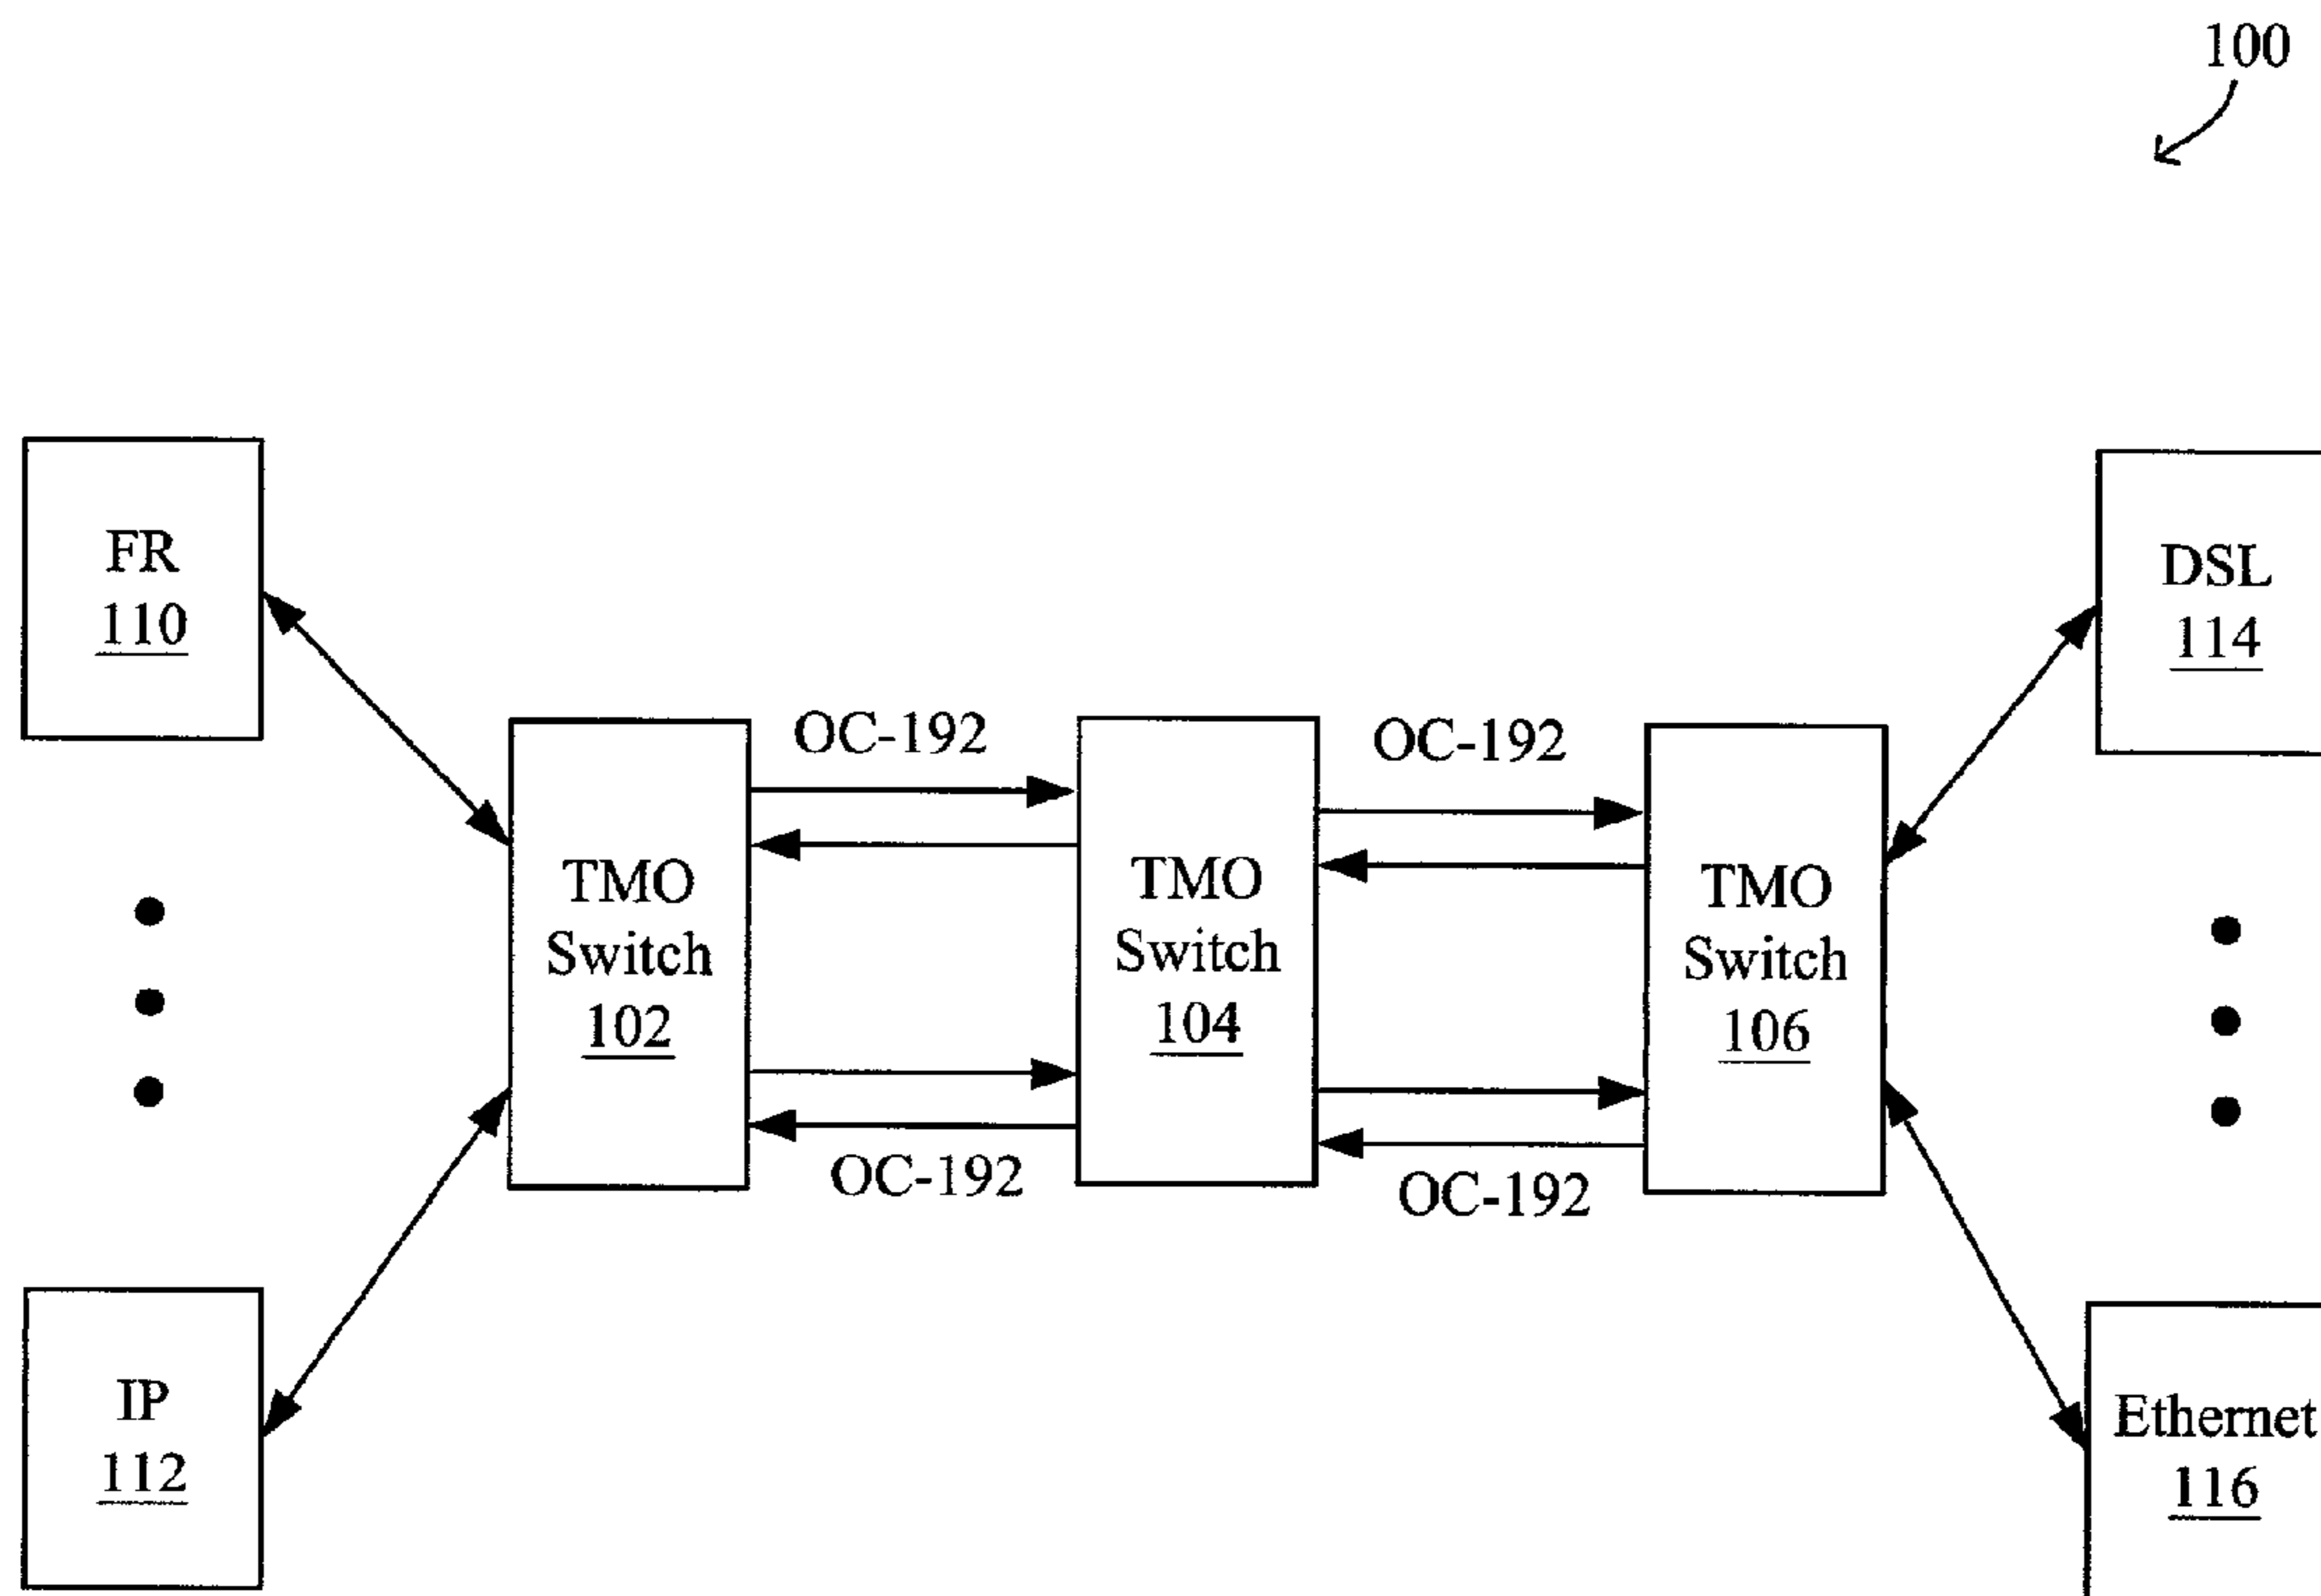 100
FR
110
DSL
114
OC-192
OC-192
TMO
Switch
102
TMO
Switch
104
TMO
Switch
106
OC-192
OC-192
IP
112
Ethernet
116